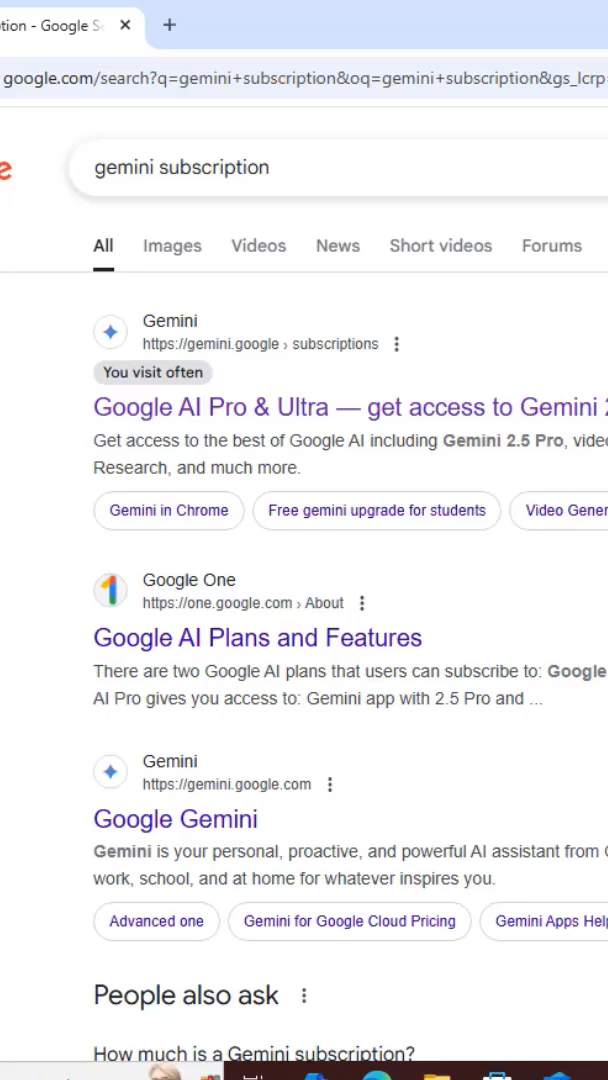 tion - Google Se
google.com/search?q=gemini+subscription&oq=gemini+subscription&gs_lcrp=
e
gemini subscription
All Images Videos News Short videos Forums
Gemini
https://gemini.google › subscriptions
You visit often
Google AI Pro & Ultra — get access to Gemini 2
Get access to the best of Google AI including Gemini 2.5 Pro, video
Research, and much more.
Gemini in Chrome Free gemini upgrade for students Video Gener
Google One
https://one.google.com › About
Google AI Plans and Features
There are two Google AI plans that users can subscribe to: Google
AI Pro gives you access to: Gemini app with 2.5 Pro and ...
Gemini
https://gemini.google.com
Google Gemini
Gemini is your personal, proactive, and powerful AI assistant from G
work, school, and at home for whatever inspires you.
Advanced one Gemini for Google Cloud Pricing Gemini Apps Help
People also ask
How much is a Gemini subscription?